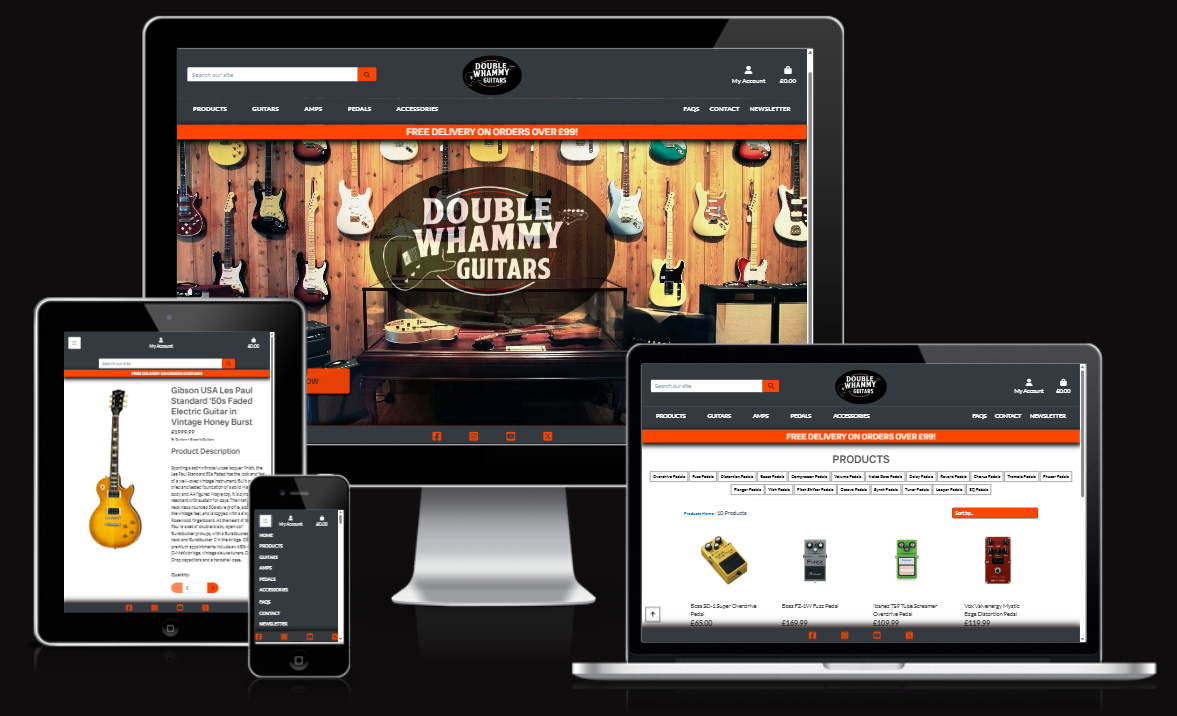 Search our site
DOUBLE
WHAMMY
GUITARS
My Account
£0.00
PRODUCTS
GUITARS
AMPS
PEDALS
ACCESSORIES
FAQS
CONTACT
NEWSLETTER
FREE DELIVERY ON ORDERS OVER £99!
DOUBLE
WHAMMY
GUITARS
OW
My Account
£0.00
Search our site
FREE DELIVERY ON ORDERS OVER £99!
Gibson USA Les Paul
Standard '50s Faded
Electric Guitar in
Vintage Honey Burst
£1999.99
Product Description
Quantity:
My Account
£0.00
HOME
PRODUCTS
GUITARS
AMPS
PEDALS
ACCESSORIES
FAQS
CONTACT
NEWSLETTER
Search our site
DOUBLE
WHAMMY
GUITARS
My Account
£0.00
PRODUCTS
GUITARS
AMPS
PEDALS
ACCESSORIES
FAQS
CONTACT
NEWSLETTER
FREE DELIVERY ON ORDERS OVER £99!
PRODUCTS
Overdrive Pedals
Fuzz Pedals
Distortion Pedals
Boost Pedals
Compressor Pedals
Volume Pedals
Noise Gate Pedals
Delay Pedals
Reverb Pedals
Chorus Pedals
Tremolo Pedals
Phaser Pedals
Flanger Pedals
Wah Pedals
Pitch Shifter Pedals
Octave Pedals
Synth Pedals
Tuner Pedals
Looper Pedals
EQ Pedals
Products Home | 10 Products
Sort by...
Boss SD-1 Super Overdrive
Pedal
£65.00
Boss FZ-1W Fuzz Pedal
£169.99
Ibanez TS9 Tube Screamer
Overdrive Pedal
£109.99
Vox Valvenergy Mystic
Edge Distortion Pedal
£119.99